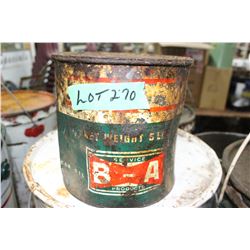 LOT 270
NET WEIGHT 5 L
SERVICE
B-A
PRODUCTS